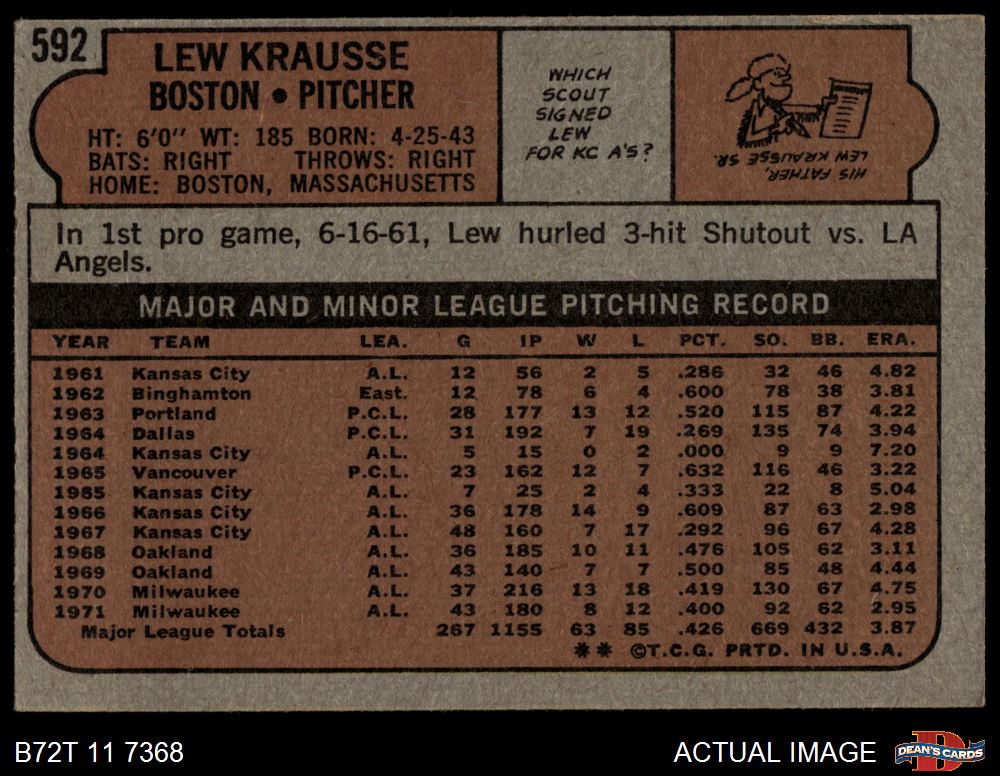 592
LEW KRAUSSE
BOSTON • PITCHER
HT: 6'0" WT: 185 BORN: 4-25-43
BATS: RIGHT THROWS: RIGHT
HOME: BOSTON, MASSACHUSETTS
WHICH
SCOUT
SIGNED
LEW
FOR KC A'S?
HIS FATHER,
LEW KRAUSSE SR.
In 1st pro game, 6-16-61, Lew hurled 3-hit Shutout vs. LA
Angels.
MAJOR AND MINOR LEAGUE PITCHING RECORD
YEAR TEAM LEA. G IP W L PCT. SO. BB. ERA.
1961 Kansas City A.L. 12 56 2 5 .286 32 46 4.82
1962 Binghamton East. 12 78 6 4 .600 78 38 3.81
1963 Portland P.C.L. 28 177 13 12 .520 115 87 4.22
1964 Dallas P.C.L. 31 192 7 19 .269 135 74 3.94
1964 Kansas City A.L. 5 15 0 2 .000 9 9 7.20
1965 Vancouver P.C.L. 23 162 12 7 .632 116 46 3.22
1965 Kansas City A.L. 7 25 2 4 .333 22 8 5.04
1966 Kansas City A.L. 36 178 14 9 .609 87 63 2.98
1967 Kansas City A.L. 48 160 7 17 .292 96 67 4.28
1968 Oakland A.L. 36 185 10 11 .476 105 62 3.11
1969 Oakland A.L. 43 140 7 7 .500 85 48 4.44
1970 Milwaukee A.L. 37 216 13 18 .419 130 67 4.75
1971 Milwaukee A.L. 43 180 8 12 .400 92 62 2.95
Major League Totals 267 1155 63 85 .426 669 432 3.87
** ©T.C.G. PRTD. IN U.S.A.
B72T 11 7368
ACTUAL IMAGE
DEAN'S CARDS